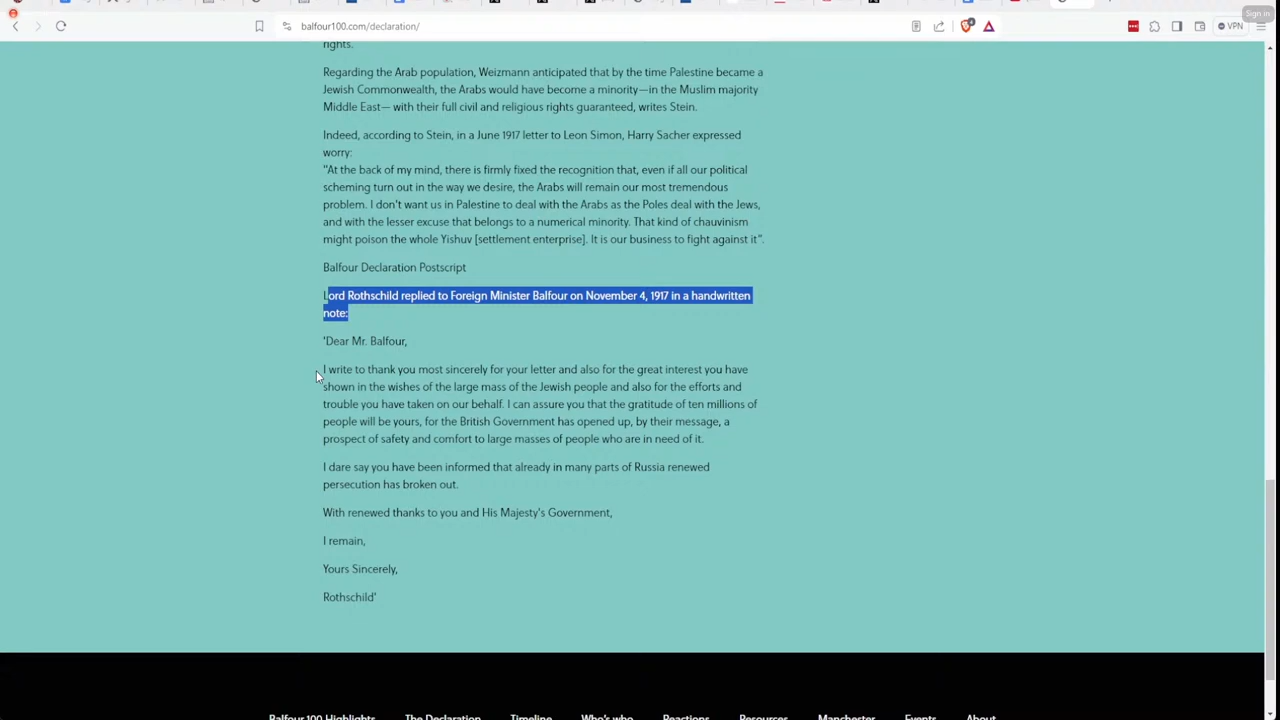 Sign in
balfour100.com/declaration/
VPN
rights.
Regarding the Arab population, Weizmann anticipated that by the time Palestine became a
Jewish Commonwealth, the Arabs would have become a minority—in the Muslim majority
Middle East— with their full civil and religious rights guaranteed, writes Stein.
Indeed, according to Stein, in a June 1917 letter to Leon Simon, Harry Sacher expressed
worry:
"At the back of my mind, there is firmly fixed the recognition that, even if all our political
scheming turn out in the way we desire, the Arabs will remain our most tremendous
problem. I don't want us in Palestine to deal with the Arabs as the Poles deal with the Jews,
and with the lesser excuse that belongs to a numerical minority. That kind of chauvinism
might poison the whole Yishuv [settlement enterprise]. It is our business to fight against it".
Balfour Declaration Postscript
Lord Rothschild replied to Foreign Minister Balfour on November 4, 1917 in a handwritten
note:
'Dear Mr. Balfour,
I write to thank you most sincerely for your letter and also for the great interest you have
shown in the wishes of the large mass of the Jewish people and also for the efforts and
trouble you have taken on our behalf. I can assure you that the gratitude of ten millions of
people will be yours, for the British Government has opened up, by their message, a
prospect of safety and comfort to large masses of people who are in need of it.
I dare say you have been informed that already in many parts of Russia renewed
persecution has broken out.
With renewed thanks to you and His Majesty's Government,
I remain,
Yours Sincerely,
Rothschild'
Balfour 100 Highlights The Declaration Timeline Who's who Reactions Resources Manchester Events About